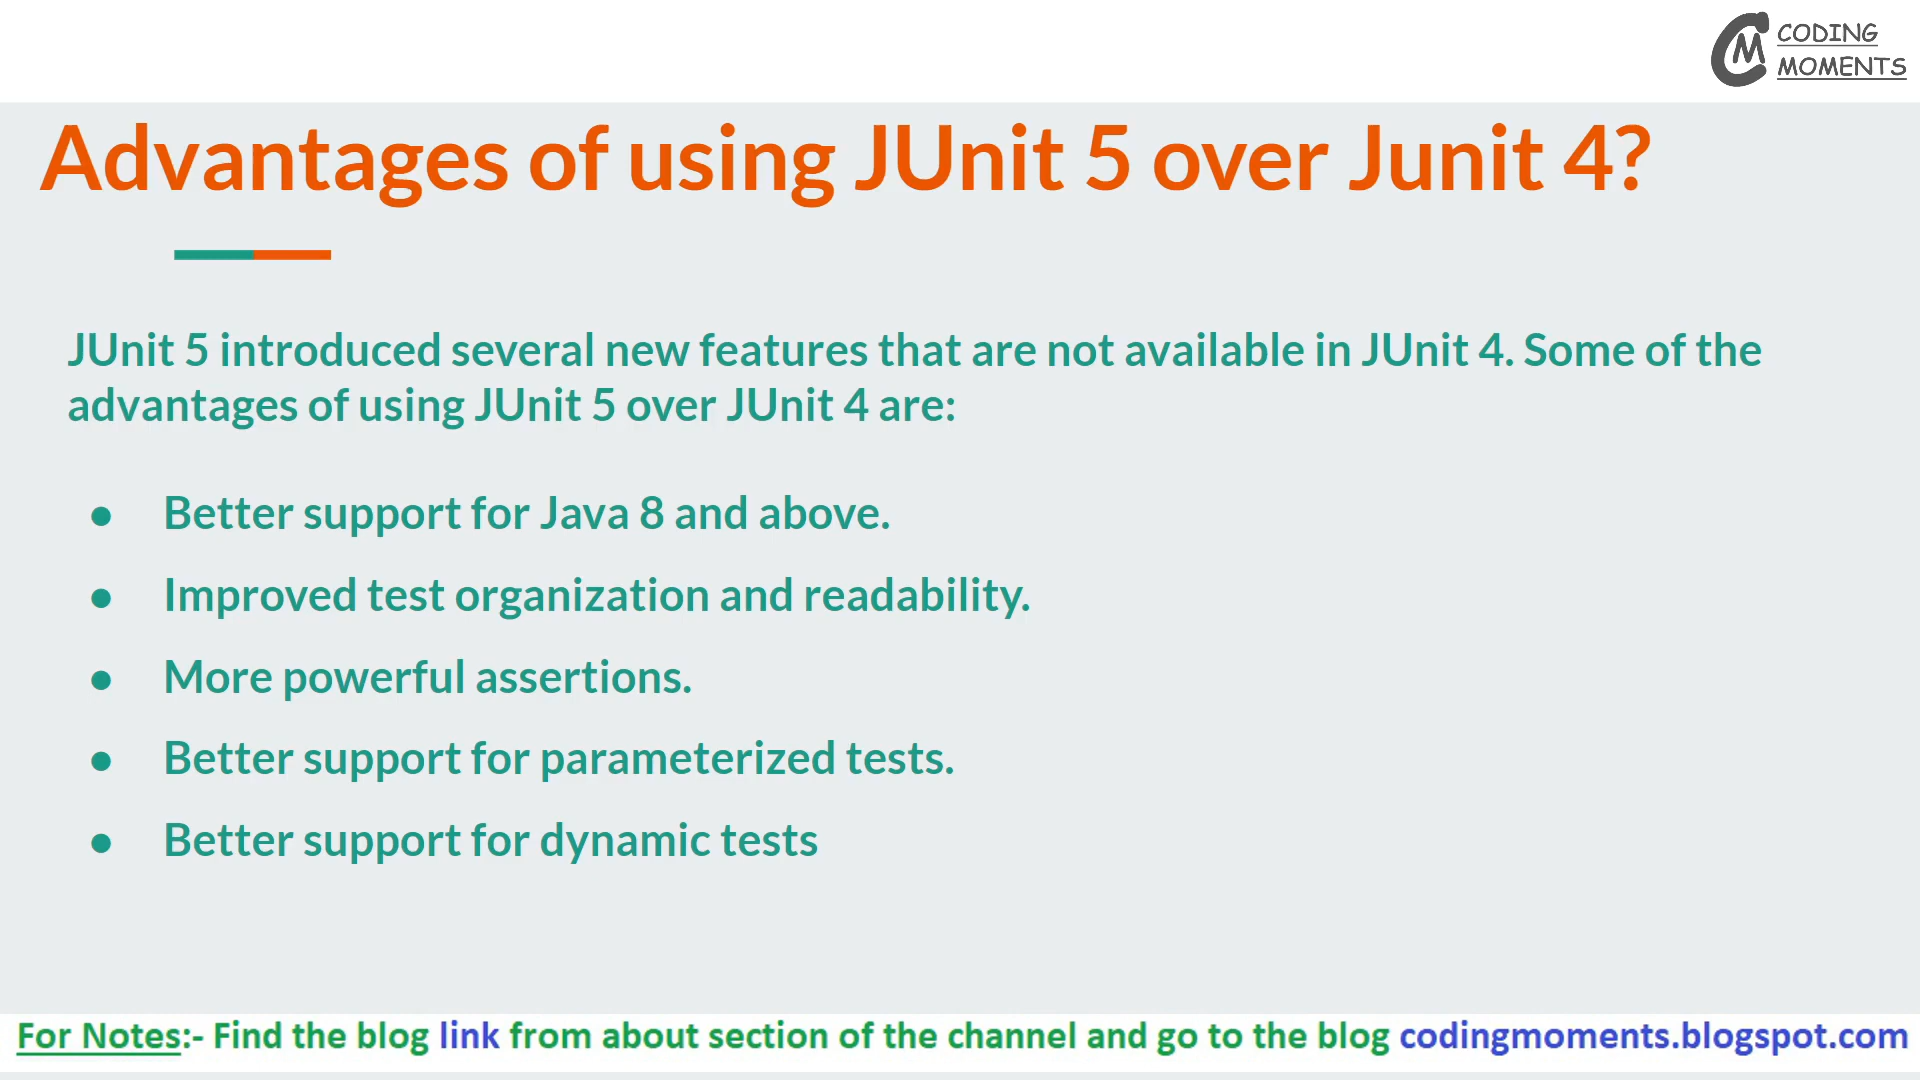 CM CODING
MOMENTS
Advantages of using JUnit 5 over Junit 4?
JUnit 5 introduced several new features that are not available in JUnit 4. Some of the
advantages of using JUnit 5 over JUnit 4 are:
● Better support for Java 8 and above.
● Improved test organization and readability.
● More powerful assertions.
● Better support for parameterized tests.
● Better support for dynamic tests
For Notes:- Find the blog link from about section of the channel and go to the blog codingmoments.blogspot.com